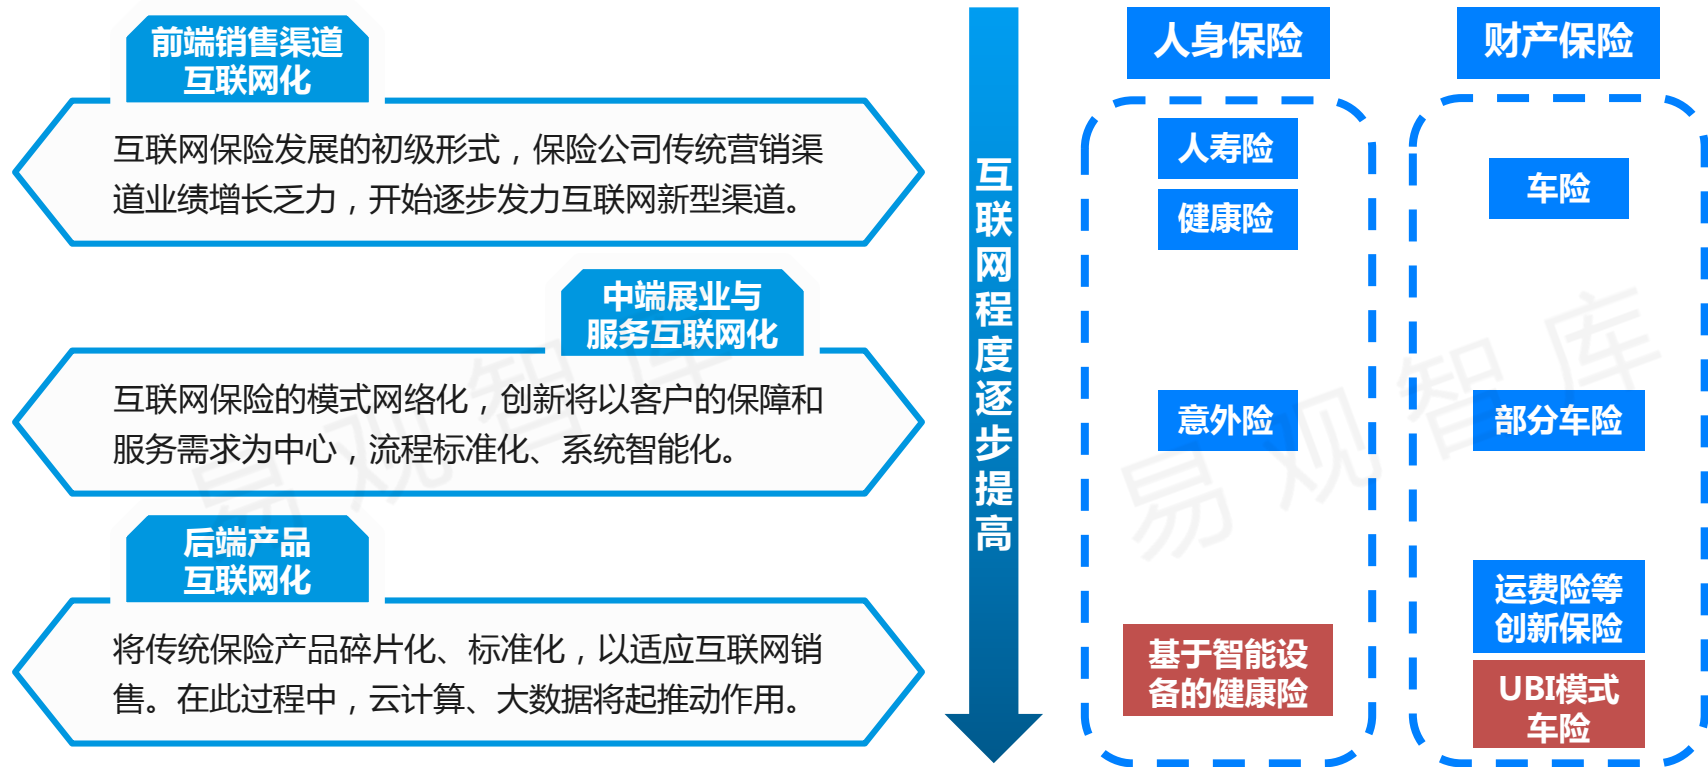 前端销售渠道
互联网化
互联网保险发展的初级形式，保险公司传统营销渠
道业绩增长乏力，开始逐步发力互联网新型渠道。
中端展业与
服务互联网化
互联网保险的模式网络化，创新将以客户的保障和
服务需求为中心，流程标准化、系统智能化。
后端产品
互联网化
将传统保险产品碎片化、标准化，以适应互联网销
售。在此过程中，云计算、大数据将起推动作用。
易观智库
互联网程度逐步提高
人身保险
人寿险
健康险
意外险
基于智能设
备的健康险
财产保险
车险
部分车险
运费险等
创新保险
UBI模式
车险
易观智库